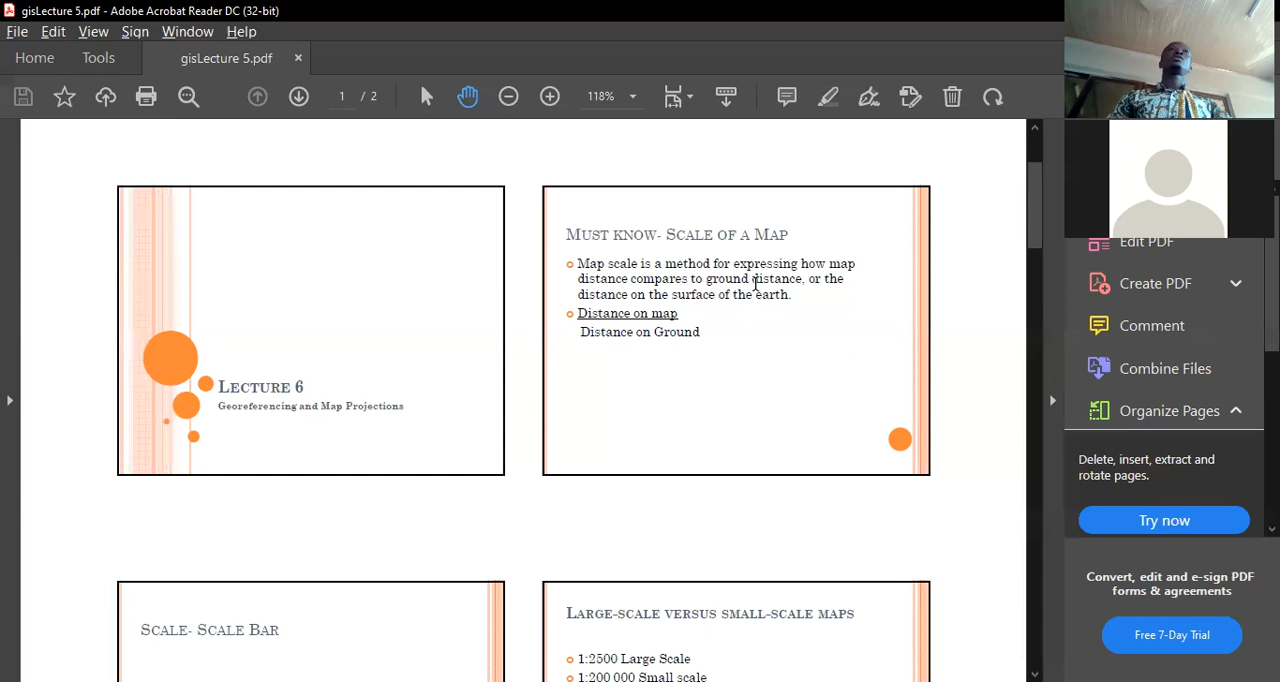 gisLecture 5.pdf - Adobe Acrobat Reader DC (32-bit)
File Edit View Sign Window Help
Home Tools gisLecture 5.pdf ×
1 / 2 118%
LECTURE 6
Georeferencing and Map Projections
MUST KNOW- SCALE OF A MAP
Map scale is a method for expressing how map
distance compares to ground distance, or the
distance on the surface of the earth.
Distance on map
Distance on Ground
SCALE- SCALE BAR
LARGE-SCALE VERSUS SMALL-SCALE MAPS
1:2500 Large Scale
1:200 000 Small scale
Edit PDF
Create PDF
Comment
Combine Files
Organize Pages
Delete, insert, extract and
rotate pages.
Try now
Convert, edit and e-sign PDF
forms & agreements
Free 7-Day Trial